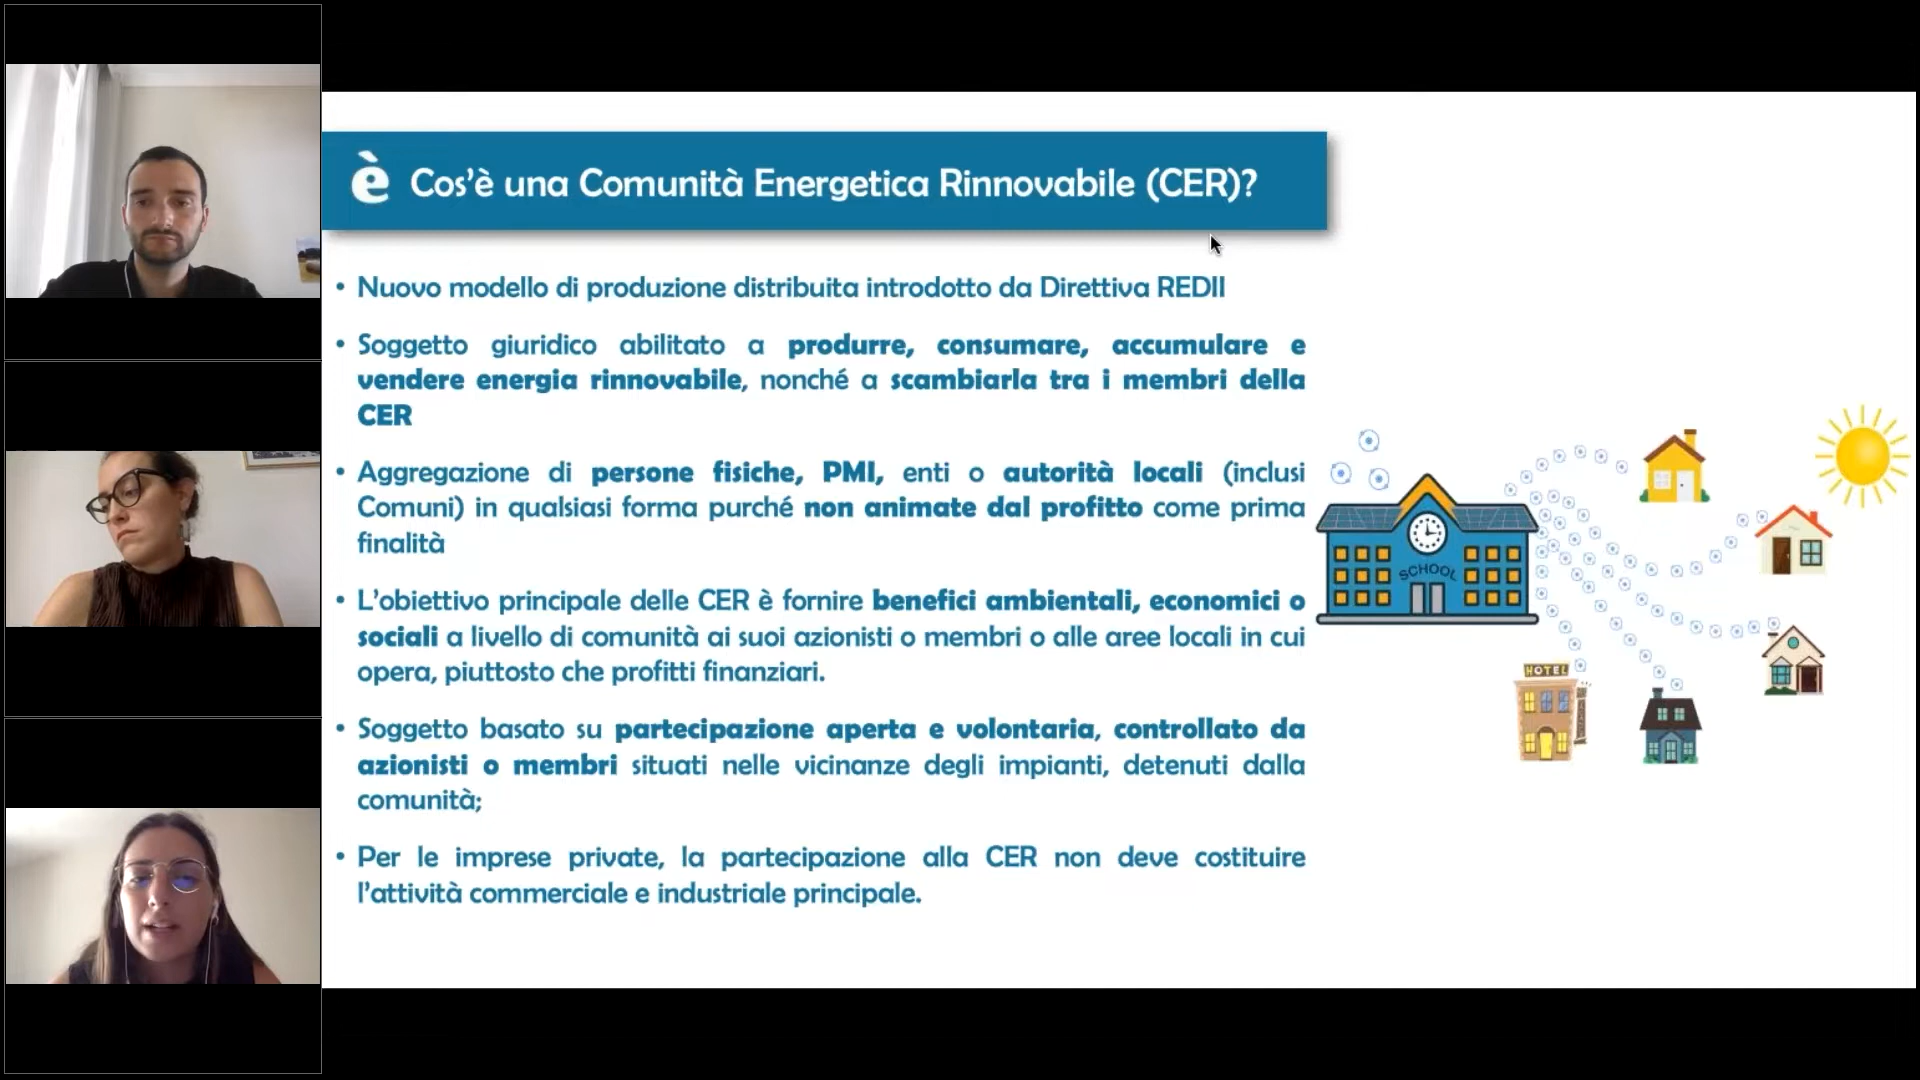 è Cos'è una Comunità Energetica Rinnovabile (CER)?
• Nuovo modello di produzione distribuita introdotto da Direttiva REDII
• Soggetto giuridico abilitato a produrre, consumare, accumulare e
vendere energia rinnovabile, nonché a scambiarla tra i membri della
CER
• Aggregazione di persone fisiche, PMI, enti o autorità locali (inclusi
Comuni) in qualsiasi forma purché non animate dal profitto come prima
finalità
• L'obiettivo principale delle CER è fornire benefici ambientali, economici o
sociali a livello di comunità ai suoi azionisti o membri o alle aree locali in cui
opera, piuttosto che profitti finanziari.
• Soggetto basato su partecipazione aperta e volontaria, controllato da
azionisti o membri situati nelle vicinanze degli impianti, detenuti dalla
comunità;
• Per le imprese private, la partecipazione alla CER non deve costituire
l'attività commerciale e industriale principale.
SCHOOL
HOTEL